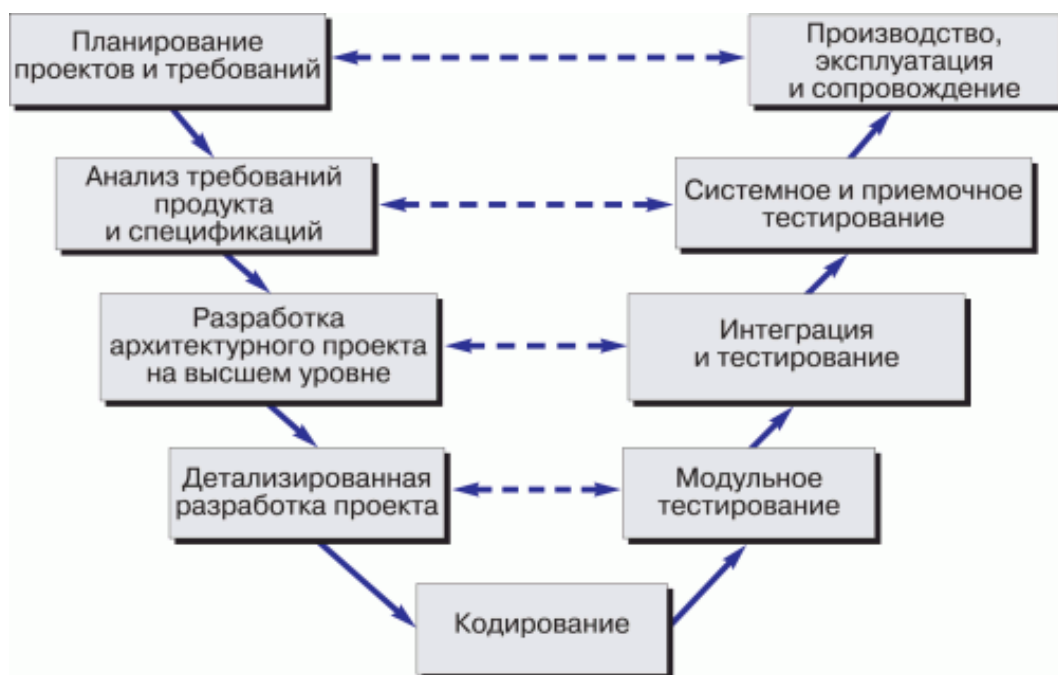 Планирование
проектов и требований
Производство,
эксплуатация
и сопровождение
Анализ требований
продукта
и спецификаций
Системное и приемочное
тестирование
Разработка
архитектурного проекта
на высшем уровне
Интеграция
и тестирование
Детализированная
разработка проекта
Модульное
тестирование
Кодирование